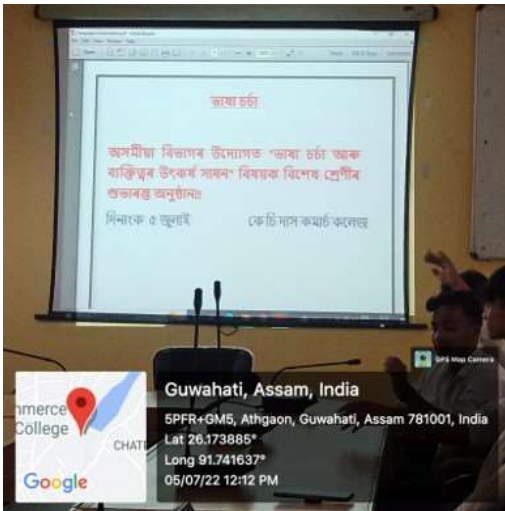 ভাষা চৰ্চা
অসমীয়া বিভাগৰ উদ্যোগত "ভাষা চৰ্চা আৰু
ব্যক্তিত্বৰ উৎকৰ্ষ সাধন" বিষয়ক বিশেষ শ্ৰেণীৰ
শুভাৰম্ভ অনুষ্ঠান॥
দিনাংক ৫ জুলাই কে চি দাস কমাৰ্চ কলেজ
GPS Map Camera
Guwahati, Assam, India
5PFR+GM5, Athgaon, Guwahati, Assam 781001, India
Lat 26.173885°
Long 91.741637°
05/07/22 12:12 PM
nmerce
College
CHATI
Google